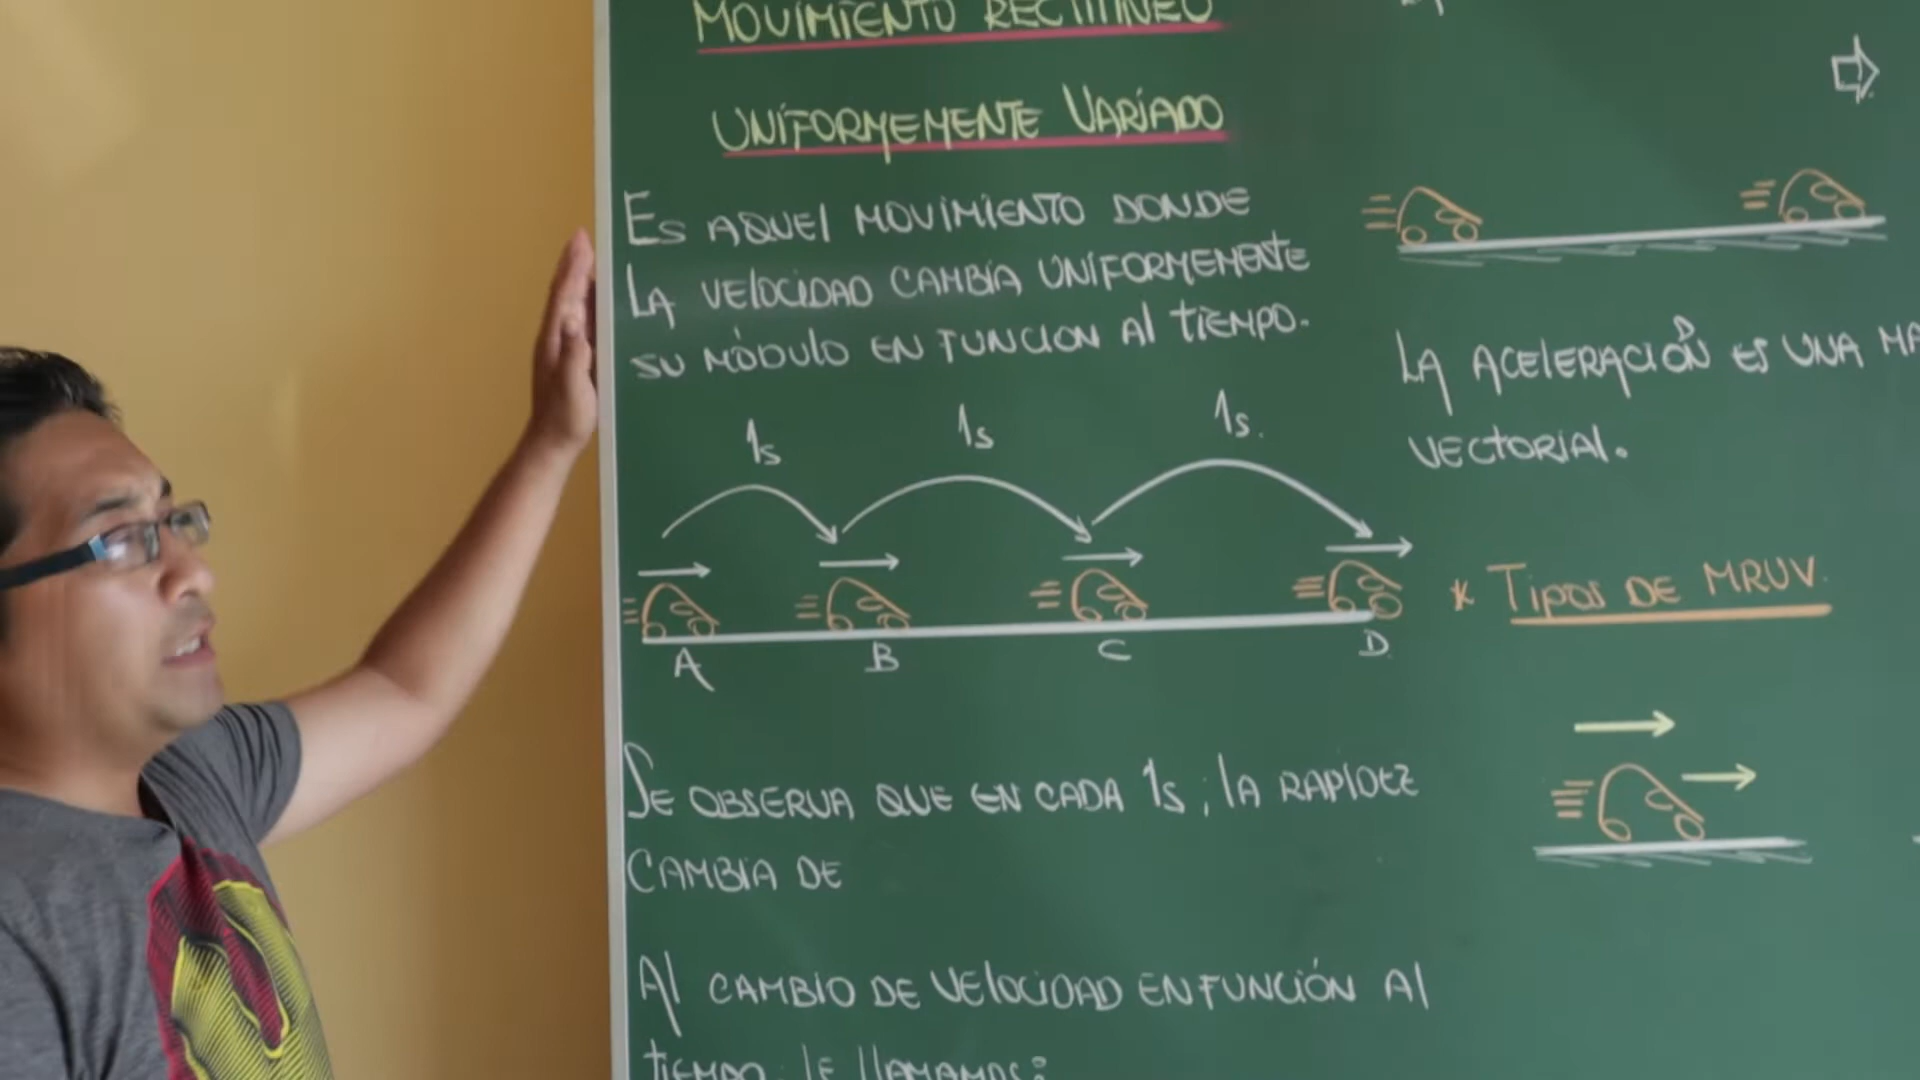 MOVIMIENTO RECTILINEO
UNIFORMEMENTE VARIADO
ES AQUEL MOVIMIENTO DONDE
LA VELOCIDAD CAMBIA UNIFORMEMENTE
SU MÓDULO EN FUNCION AL TIEMPO.
1s 1s 1s.
A B C D
SE OBSERVA QUE EN CADA 1s ; LA RAPIDEZ
CAMBIA DE
AL CAMBIO DE VELOCIDAD EN FUNCIÓN AL
TIEMPO LE LLAMAMOS:
LA ACELERACIÓN ES UNA MA
VECTORIAL.
* TIPOS DE MRUV.